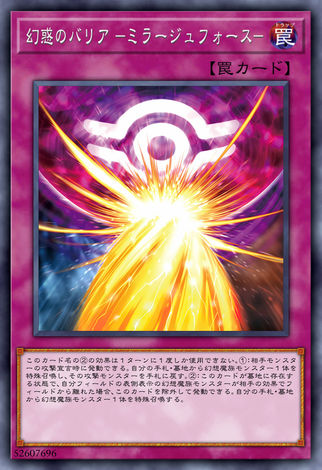 幻惑のバリア －ミラージュフォース－
トラップ
罠
【罠カード】
このカード名の②の効果は１ターンに１度しか使用できない。①：相手モンスター
の攻撃宣言時に発動できる。自分の手札・墓地から幻想魔族モンスター１体を
特殊召喚し、その攻撃モンスターを手札に戻す。②：このカードが墓地に存在す
る状態で、自分フィールドの表側表示の幻想魔族モンスターが相手の効果でフ
ィールドから離れた場合、このカードを除外して発動できる。自分の手札・墓地
から幻想魔族モンスター１体を特殊召喚する。
52607696